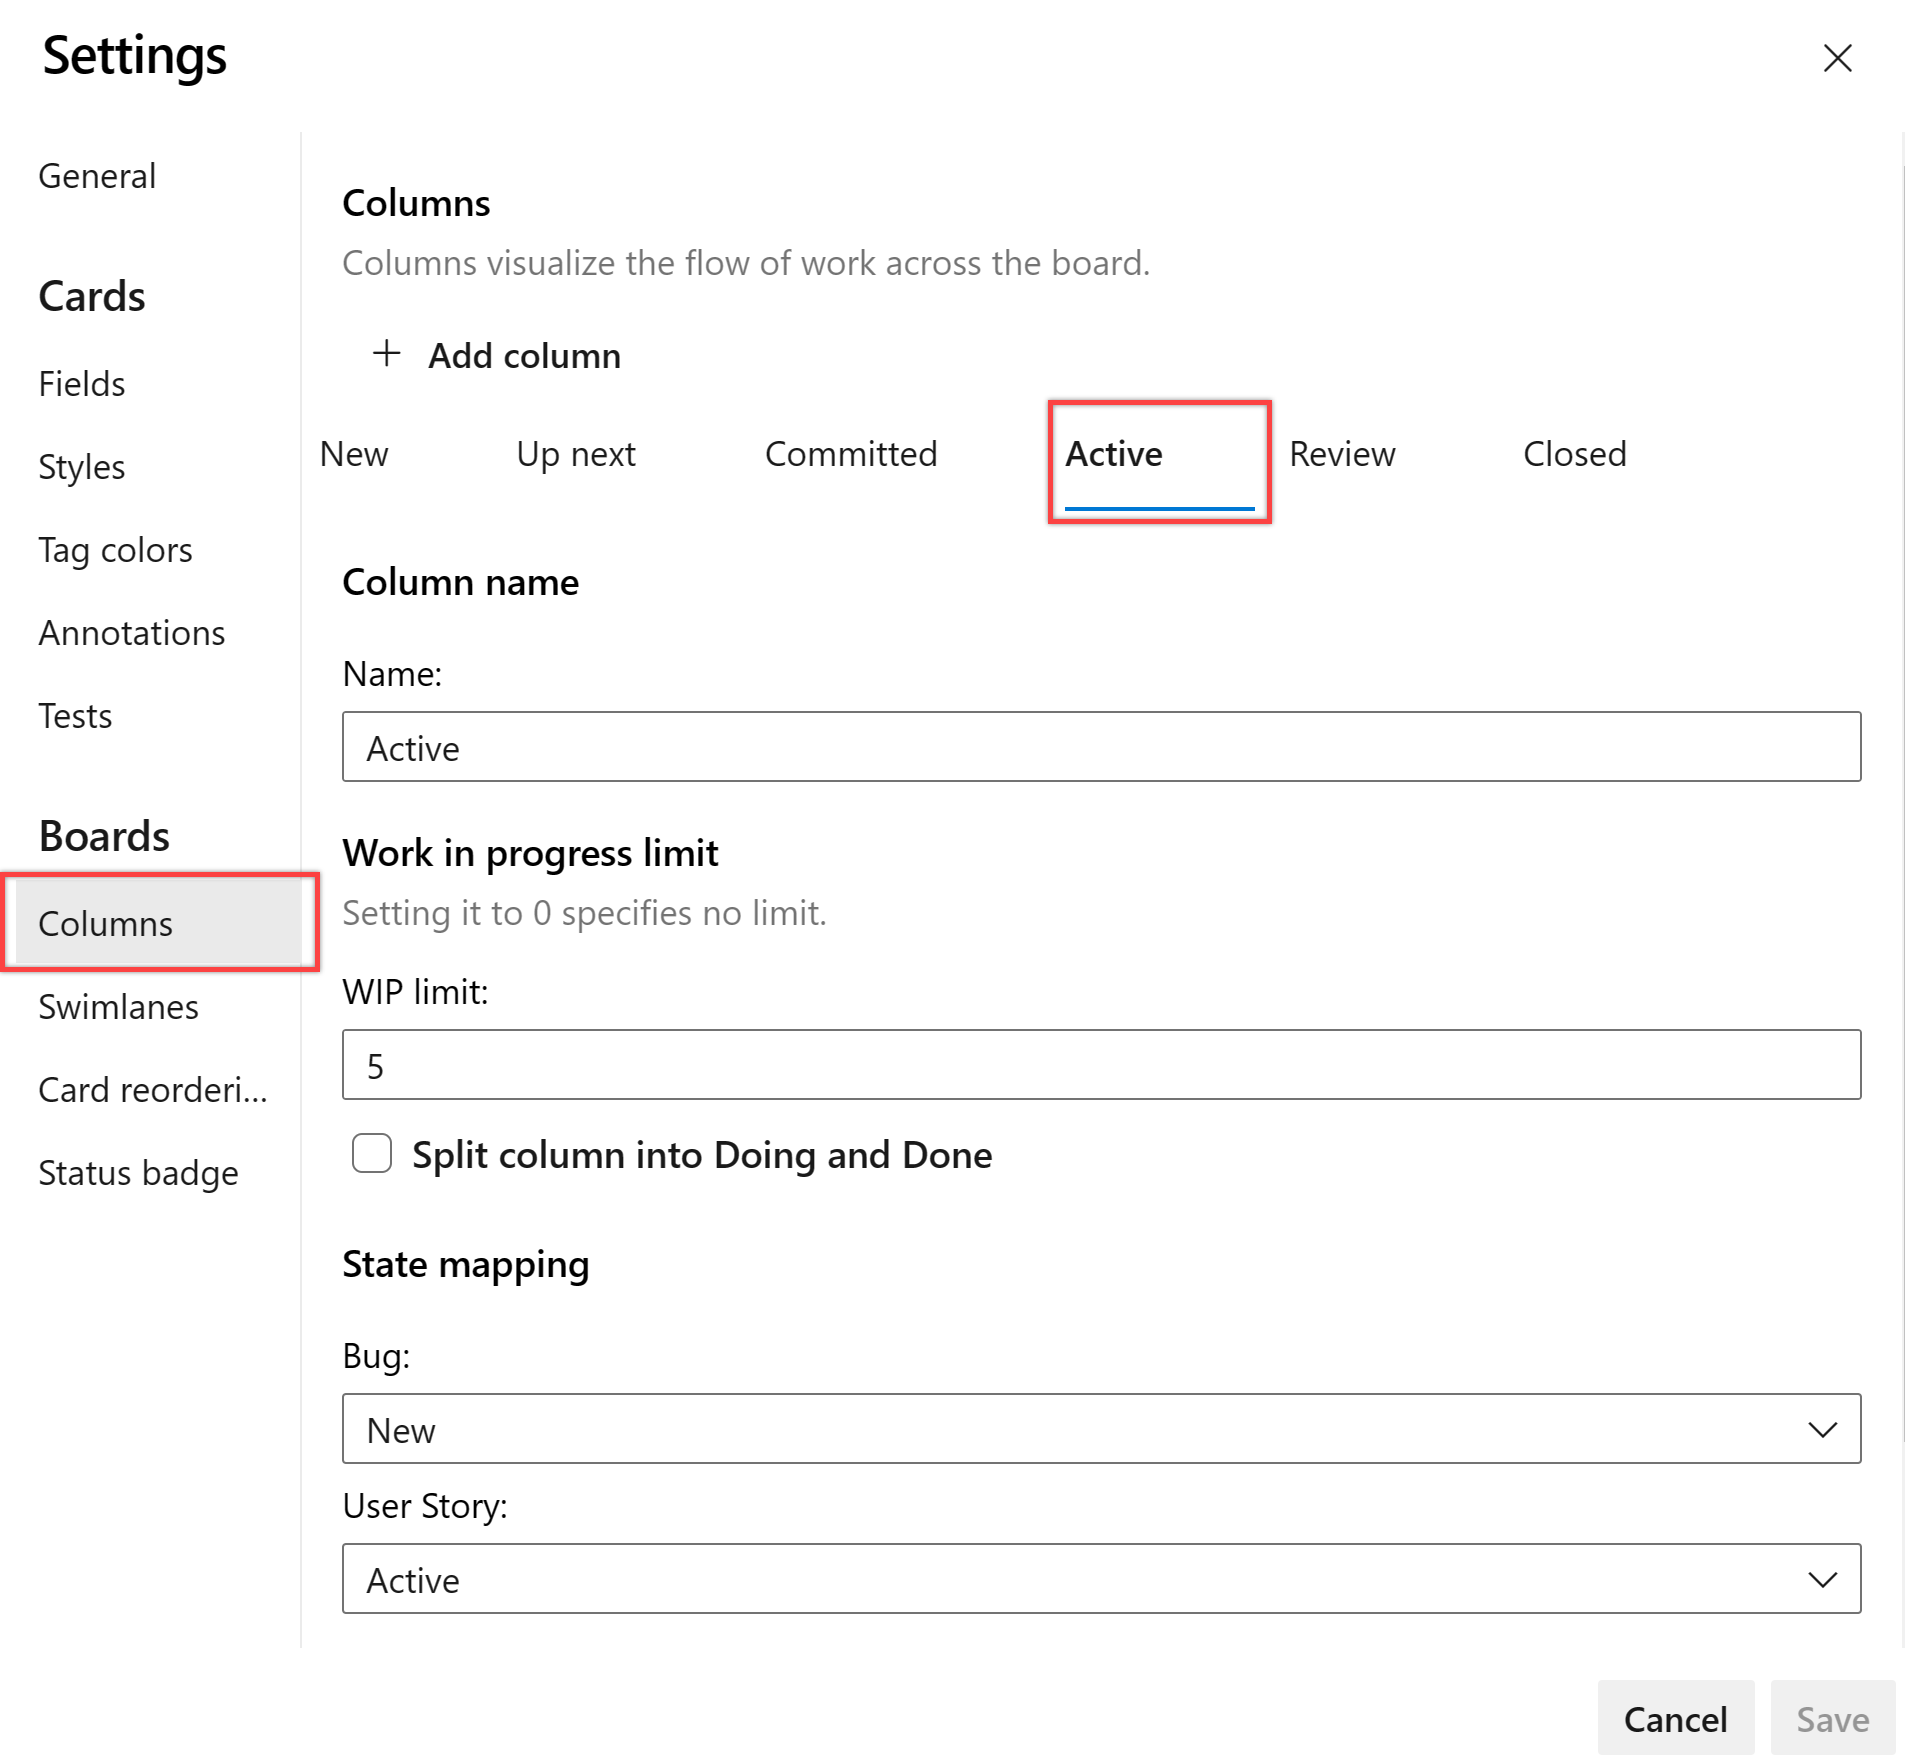 Settings
General
Cards
Fields
Styles
Tag colors
Annotations
Tests
Boards
Columns
Swimlanes
Card reorderi...
Status badge
Columns
Columns visualize the flow of work across the board.
Add column
New Up next Committed Active Review Closed
Column name
Name:
Active
Work in progress limit
Setting it to 0 specifies no limit.
WIP limit:
5
Split column into Doing and Done
State mapping
Bug:
New
User Story:
Active
Cancel Save